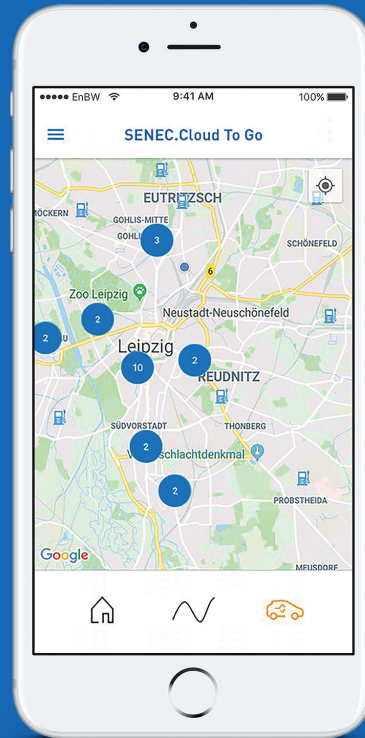 EnBW 9:41 AM 100%
SENEC.Cloud To Go
EUTRITZSCH
MÖCKERN
GOHLIS-MITTE
3
SCHÖNEFELD
6
Zoo Leipzig
2
Neustadt-Neuschönefeld
2
Leipzig
10
2
REUDNITZ
SÜDVORSTADT
THONBERG
2
schlachtdenkmal
2
PROBSTHEIDA
Google
MEUSDORF